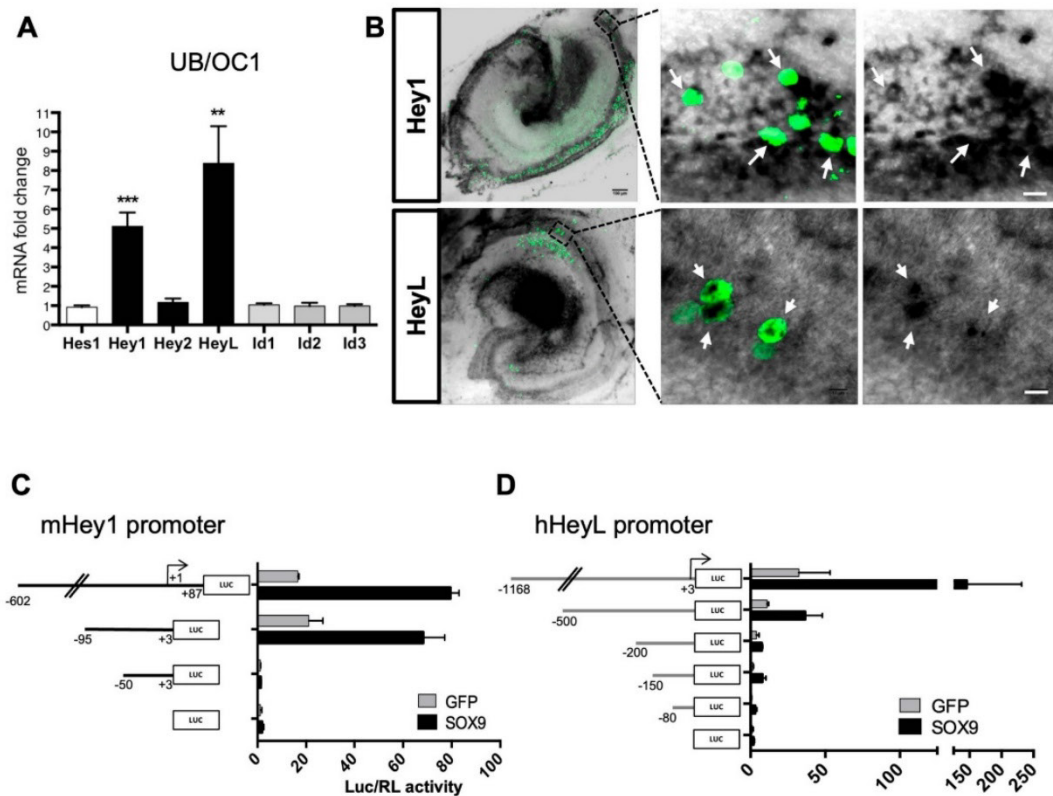 A
UB/OC1
mRNA fold change
11
10
9
8
7
6
5
4
3
2
1
0
***
**
Hes1 Hey1 Hey2 HeyL Id1 Id2 Id3
B
Hey1
HeyL
C
mHey1 promoter
+1
-602 +87 LUC
-95 +3 LUC
-50 +3 LUC
LUC
GFP
SOX9
0 20 40 60 80 100
Luc/RL activity
D
hHeyL promoter
-1168 +3 LUC
-500 LUC
-200 LUC
-150 LUC
-80 LUC
LUC
GFP
SOX9
0 50 100 150 200 250